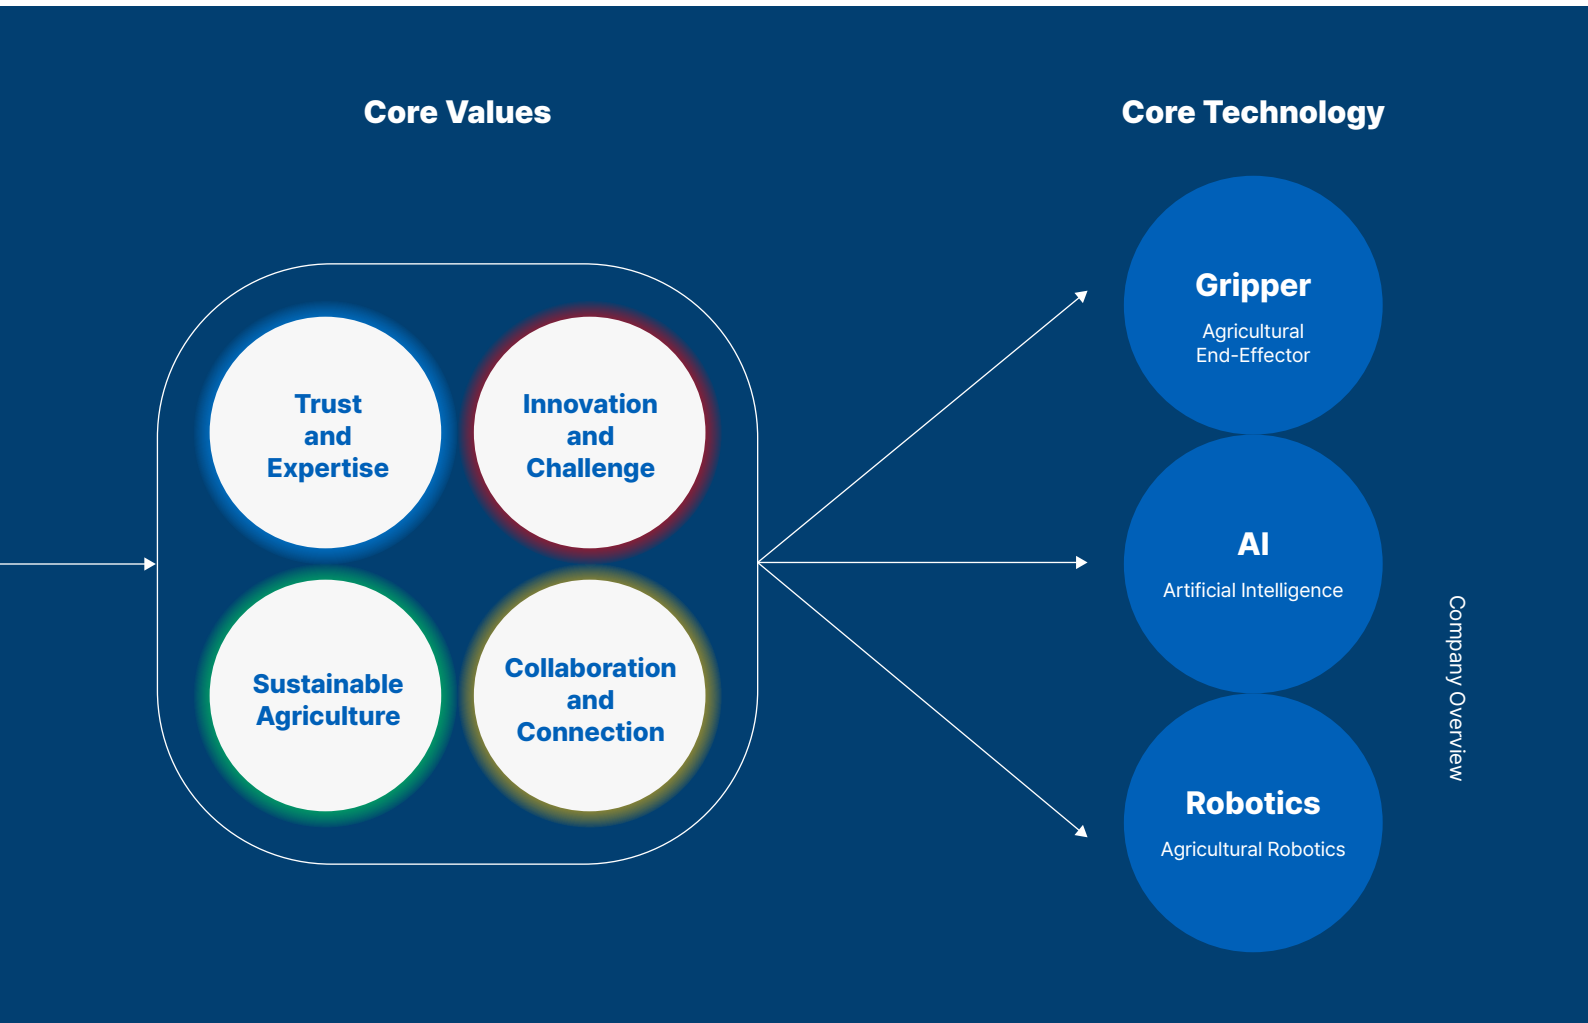 Core Values
Core Technology
Trust
and
Expertise
Innovation
and
Challenge
Sustainable
Agriculture
Collaboration
and
Connection
Gripper
Agricultural
End-Effector
AI
Artificial Intelligence
Robotics
Agricultural Robotics
Company Overview